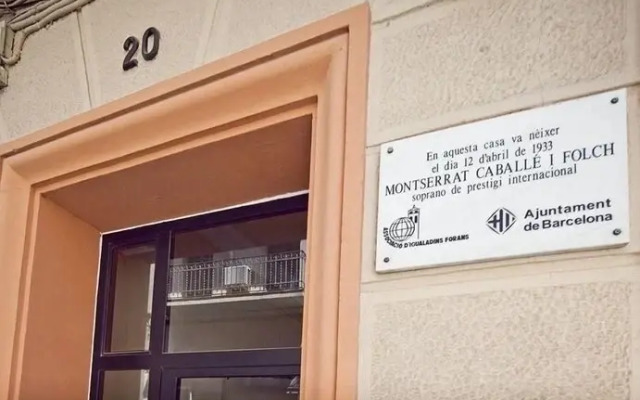 20
En aquesta casa va nèixer
el dia 12 d'abril de 1933
MONTSERRAT CABALLÉ I FOLCH
soprano de prestigi internacional
ASSOCIACIÓ D'IGUALADINS FORANS
Ajuntament
de Barcelona